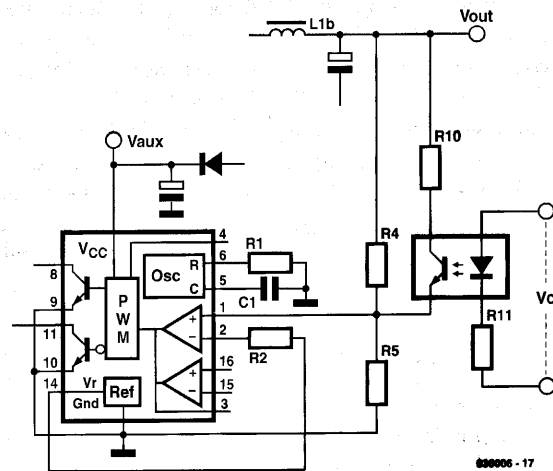 L1b
Vout
Vaux
R10
VCC
4
R1
8
R
6
R4
Osc
9
P
W
M
C
5
C1
1
11
+
−
2
R2
R11
10
16
+
R5
14
Vr
Ref
−
15
Gnd
3